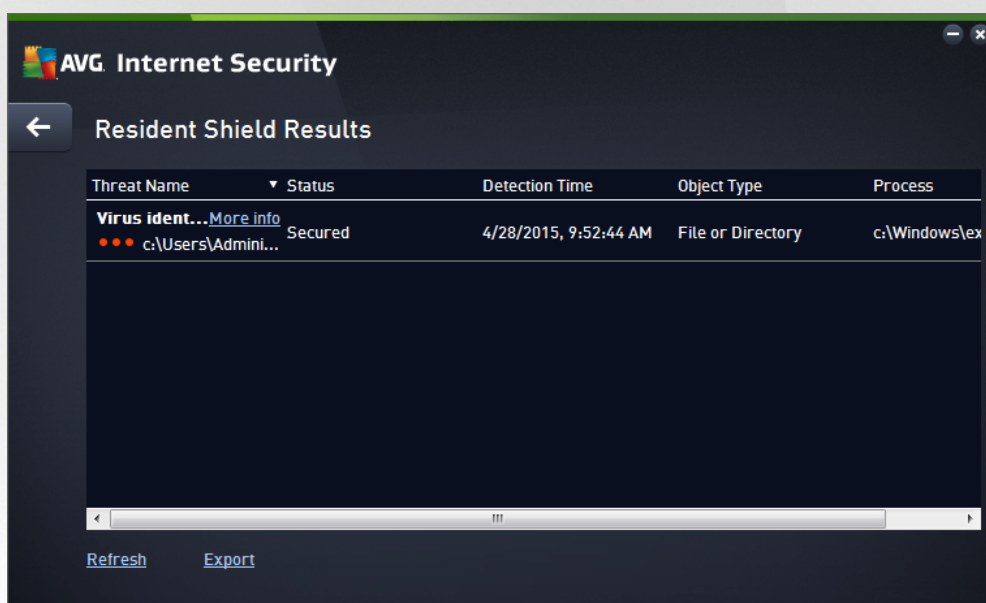 AVG. Internet Security
Resident Shield Results
Threat Name Status Detection Time Object Type Process
Virus ident...More info
c:\Users\Admini... Secured 4/28/2015, 9:52:44 AM File or Directory c:\Windows\ex
Refresh Export